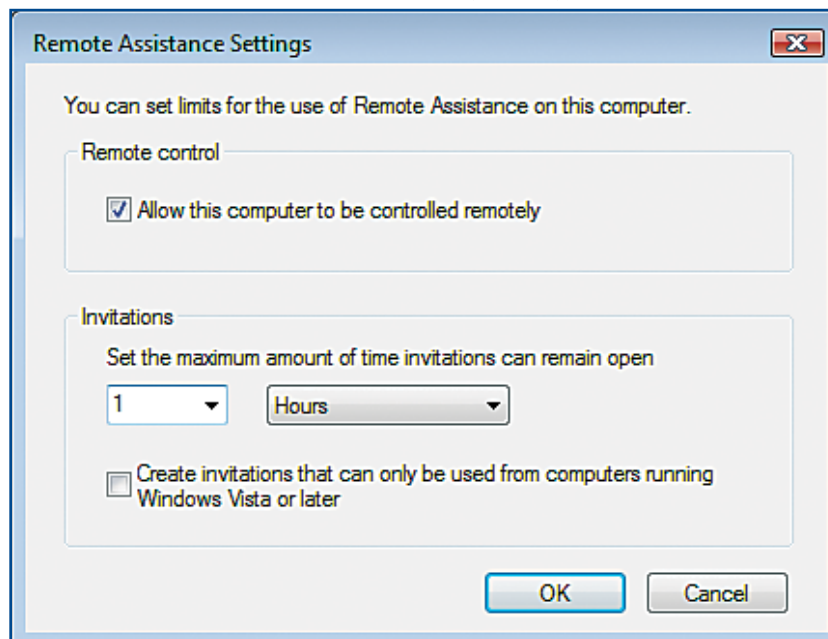 Remote Assistance Settings
You can set limits for the use of Remote Assistance on this computer.
Remote control
Allow this computer to be controlled remotely
Invitations
Set the maximum amount of time invitations can remain open
1 Hours
Create invitations that can only be used from computers running
Windows Vista or later
OK Cancel